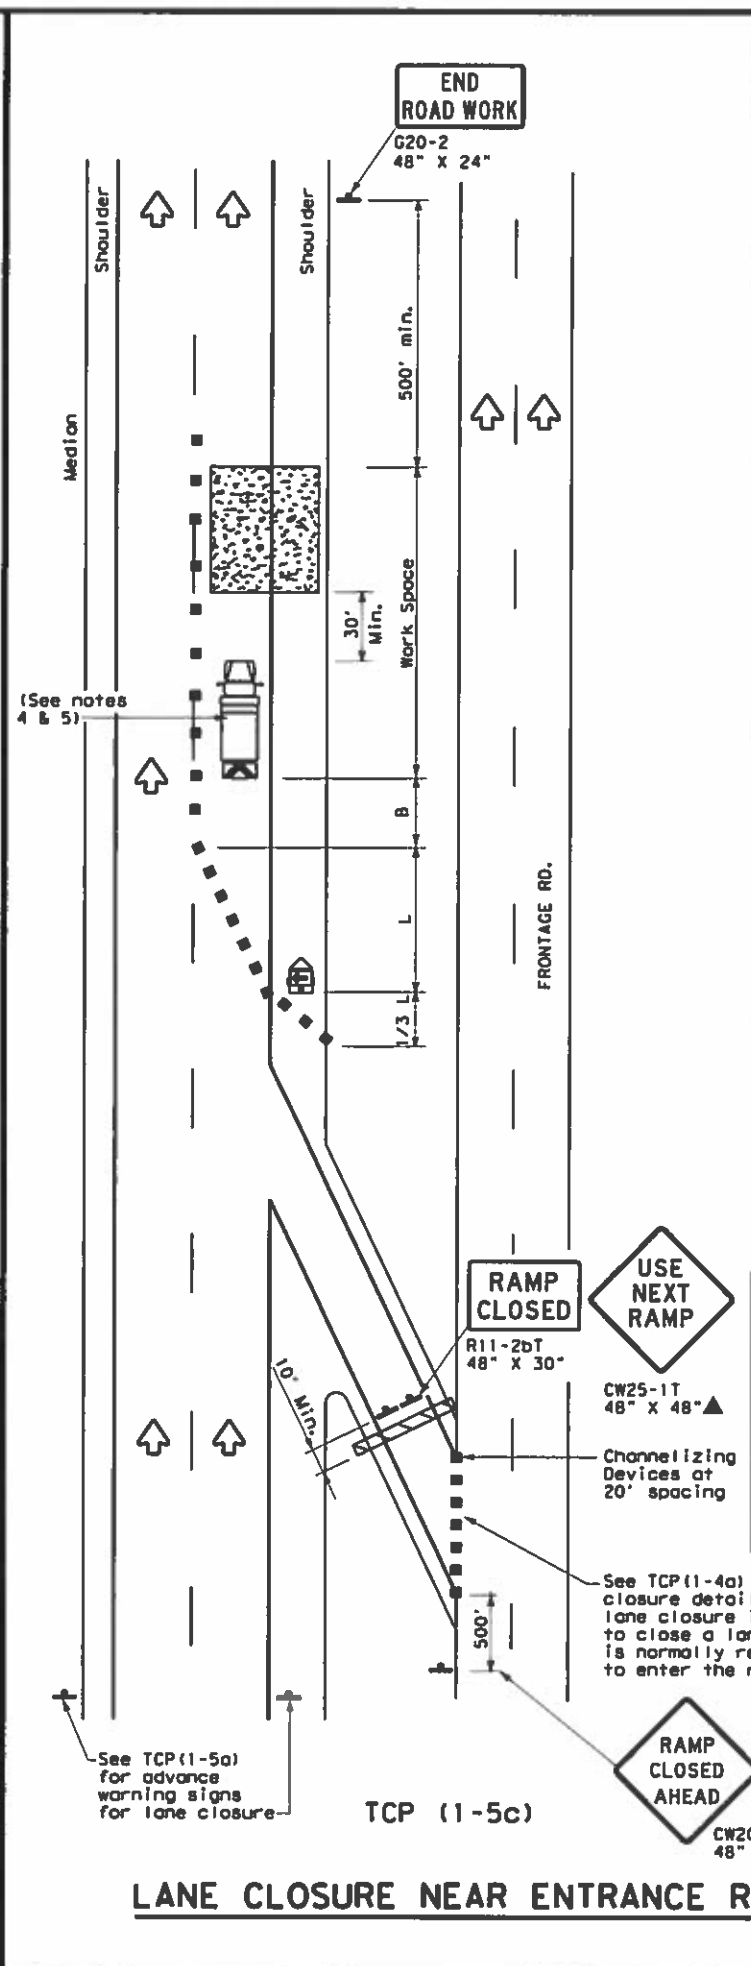 END
ROAD WORK
G20-2
48" X 24"
Shoulder
Shoulder
500' min.
Median
30'
Min.
Work Space
(See notes
4 & 5)
B
L
1/3 L
FRONTAGE RD.
RAMP
CLOSED
R11-2bT
48" X 30"
USE
NEXT
RAMP
CW25-1T
48" X 48"▲
10' Min.
Channelizing
Devices at
20' spacing
See TCP(1-4a)
closure
lane closure
to close a
is normally
to enter the
500'
RAMP
CLOSED
AHEAD
48"
See TCP(1-5a)
for advance
warning signs
for lane closure
TCP (1-5c)
LANE CLOSURE NEAR ENTRANCE